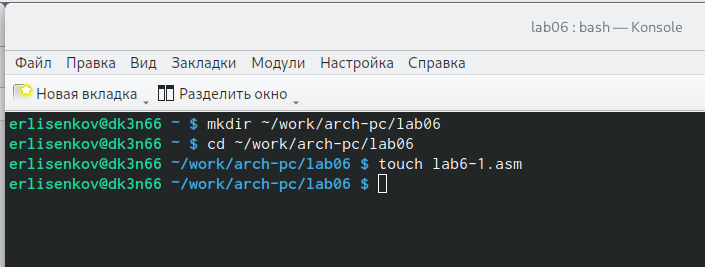 lab06 : bash — Konsole
Файл Правка Вид Закладки Модули Настройка Справка
Новая вкладка Разделить окно
erlisenkov@dk3n66 ~ $ mkdir ~/work/arch-pc/lab06
erlisenkov@dk3n66 ~ $ cd ~/work/arch-pc/lab06
erlisenkov@dk3n66 ~/work/arch-pc/lab06 $ touch lab6-1.asm
erlisenkov@dk3n66 ~/work/arch-pc/lab06 $